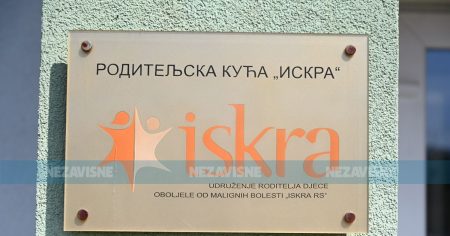 РОДИТЕЉСКА КУЋА „ИСКРА“
iskra
NEZAVISNE NEZAVISNE NEZAVISNE
UDRUŽENJE RODITELJA DJECE
OBOLJELE OD MALIGNIH BOLESTI „ISKRA RS“